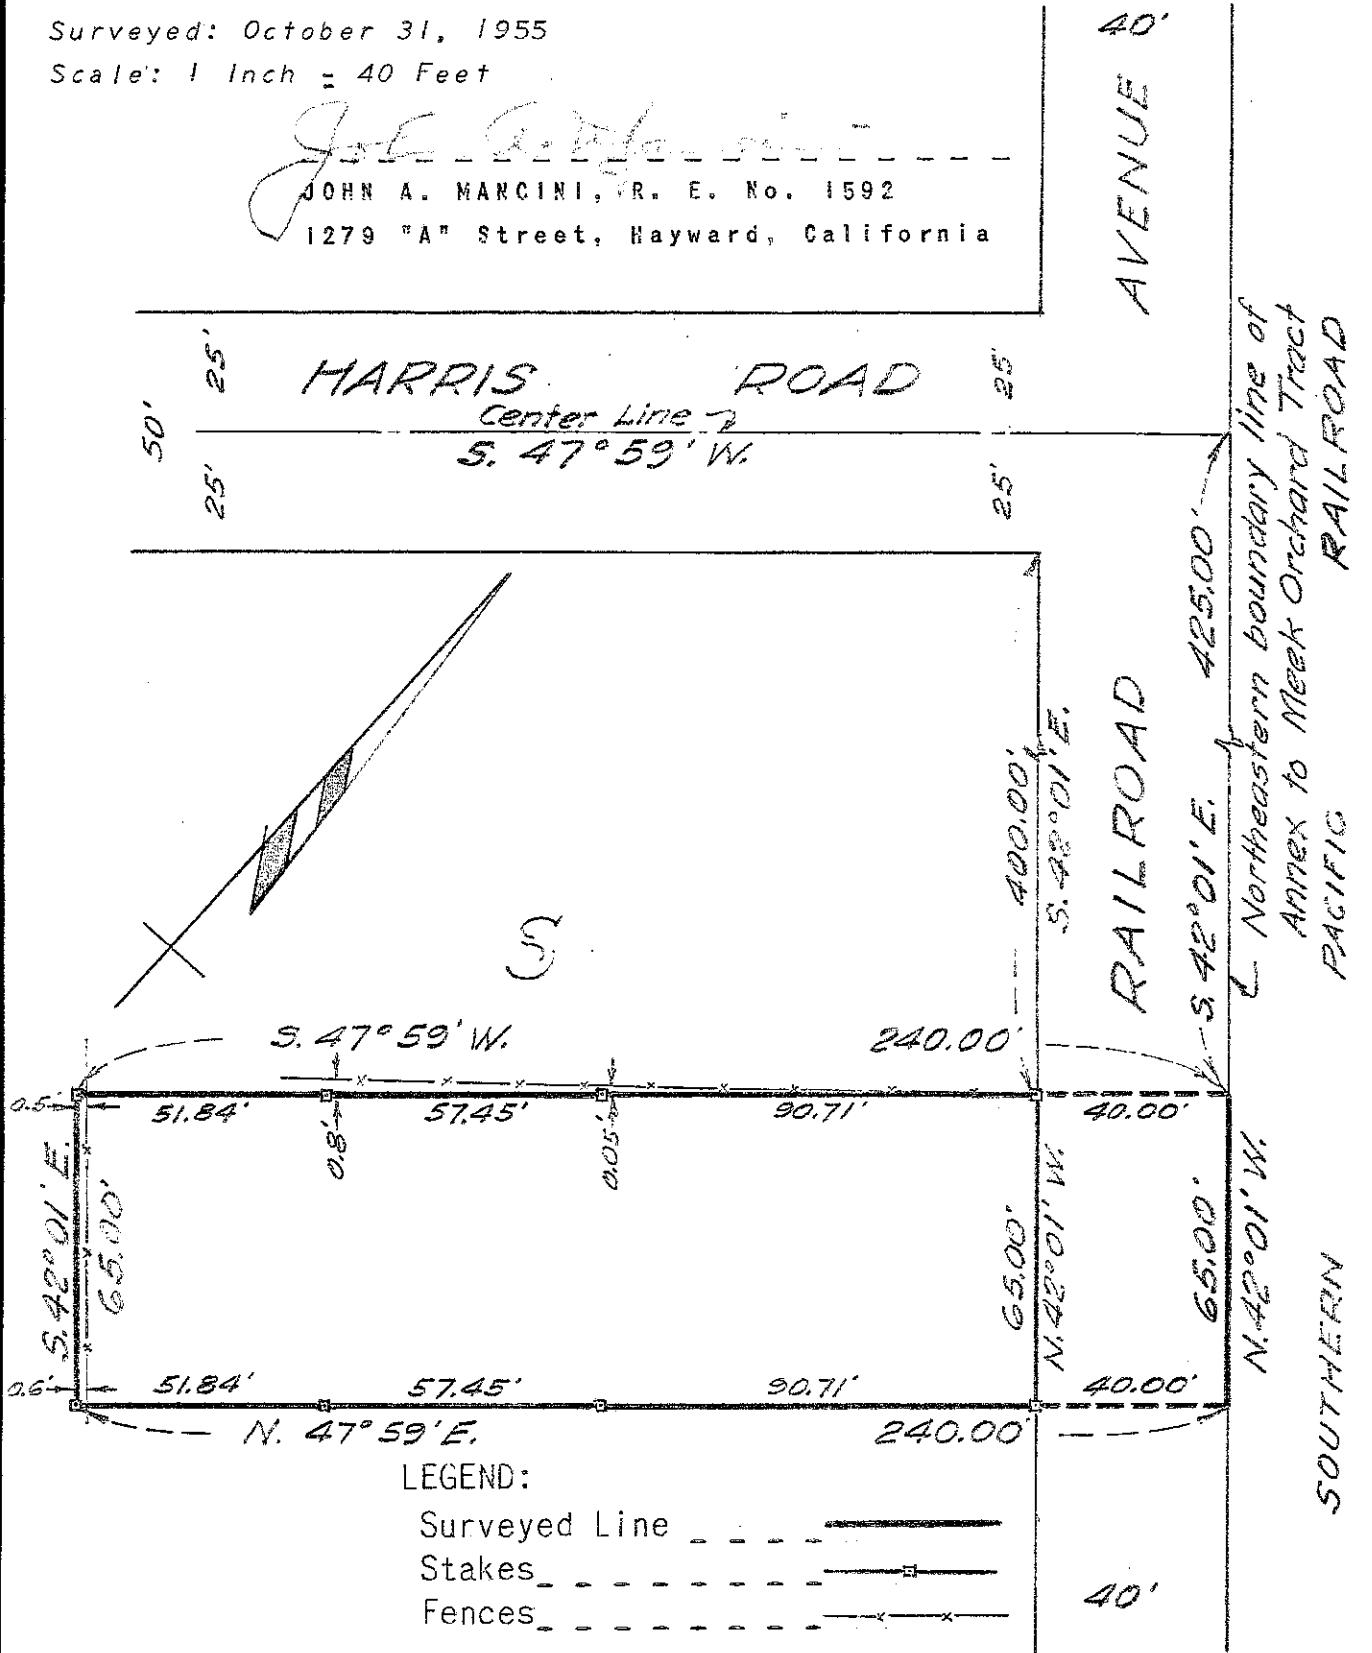 Surveyed: October 31, 1955
Scale: 1 Inch = 40 Feet
JOHN A. MANCINI, R. E. No. 1592
1279 "A" Street, Hayward, California
40'
AVENUE
25'
HARRIS ROAD
25'
50'
Center Line
S. 47°59' W.
25'
25'
425.00'
S. 42°01' E.
Northeastern boundary line of
Annex to Meek Orchard Tract
SOUTHERN PACIFIC RAILROAD
400.00'
S. 42°01' E.
RAILROAD
S
S. 47°59' W.
240.00'
0.5'
51.84'
0.8'
57.45'
0.05'
90.71'
40.00'
S. 42°01' E.
65.00'
65.00'
N. 42°01' W.
65.00'
N. 42°01' W.
0.6'
51.84'
57.45'
90.71'
40.00'
N. 47°59' E.
240.00'
LEGEND:
Surveyed Line
Stakes
Fences
40'